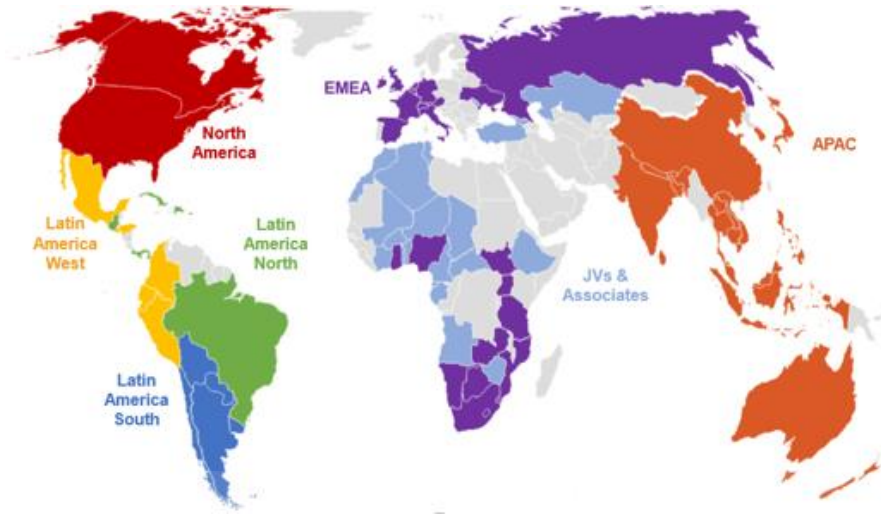 EMEA
North
America
APAC
Latin
America
West
Latin
America
North
JVs &
Associates
Latin
America
South